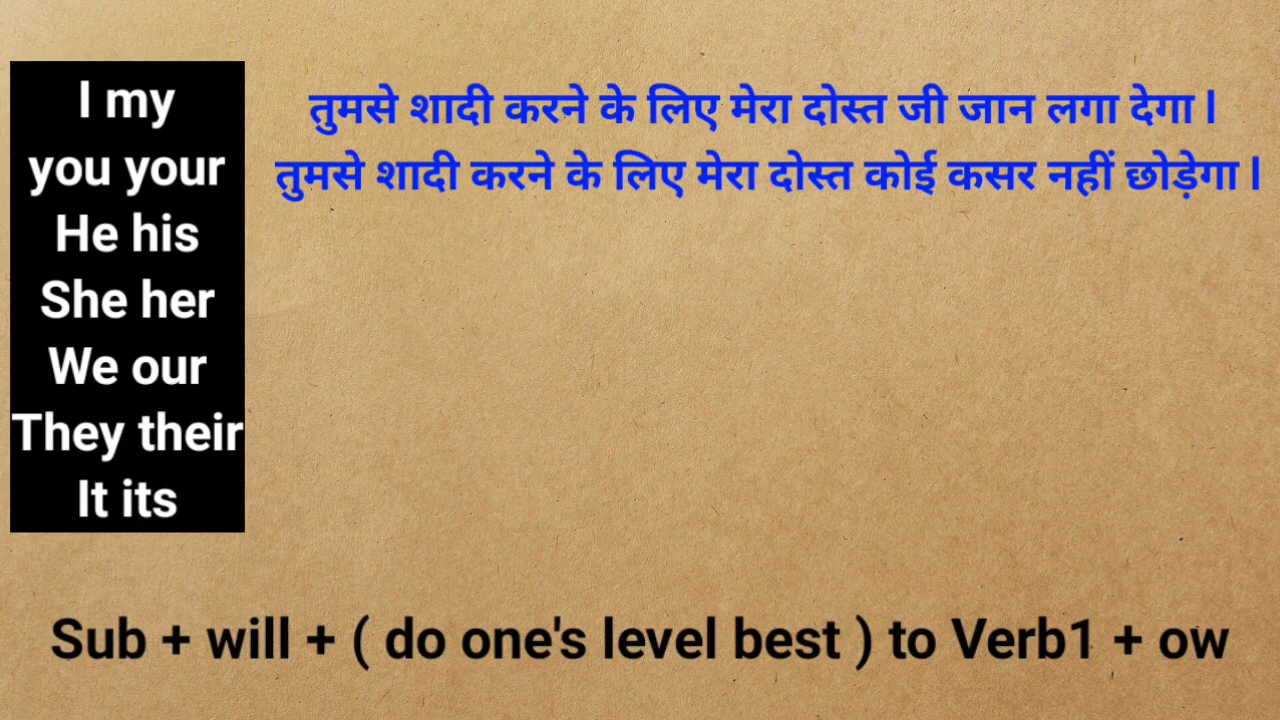 I my
you your
He his
She her
We our
They their
It its
तुमसे शादी करने के लिए मेरा दोस्त जी जान लगा देगा l
तुमसे शादी करने के लिए मेरा दोस्त कोई कसर नहीं छोड़ेगा l
Sub + will + ( do one's level best ) to Verb1 + ow